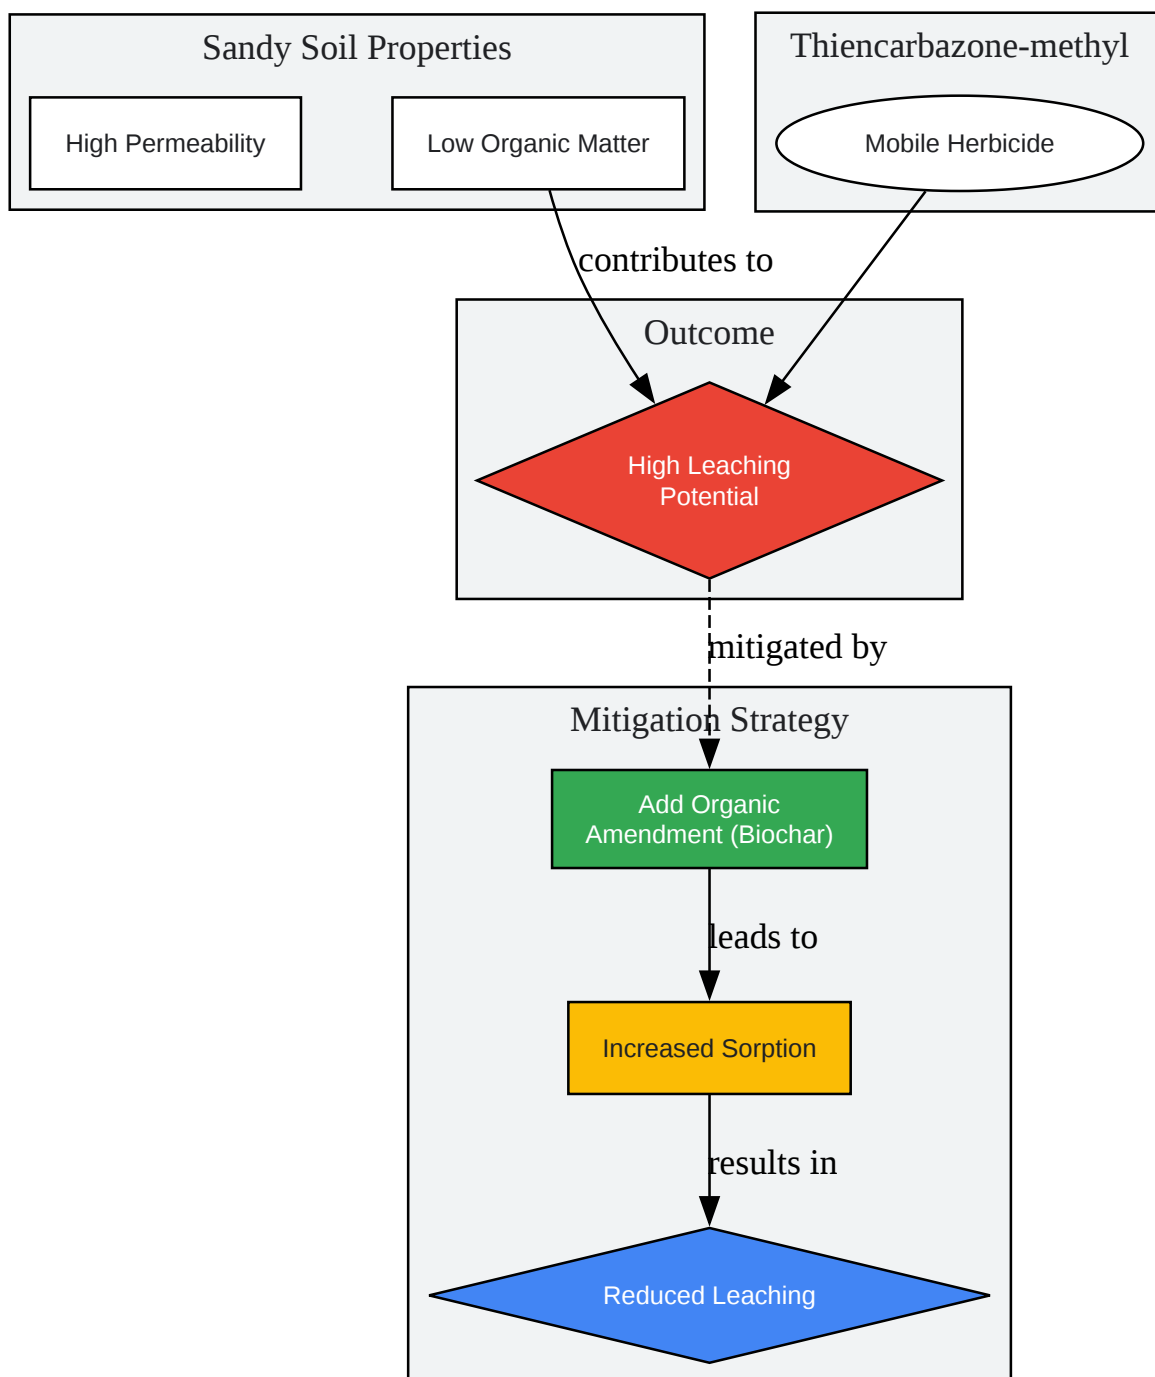 Sandy Soil Properties
Thiencarbazone-methyl
High Permeability
Low Organic Matter
Mobile Herbicide
contributes to
Outcome
High Leaching
Potential
mitigated by
Mitigation Strategy
Add Organic
Amendment (Biochar)
leads to
Increased Sorption
results in
Reduced Leaching